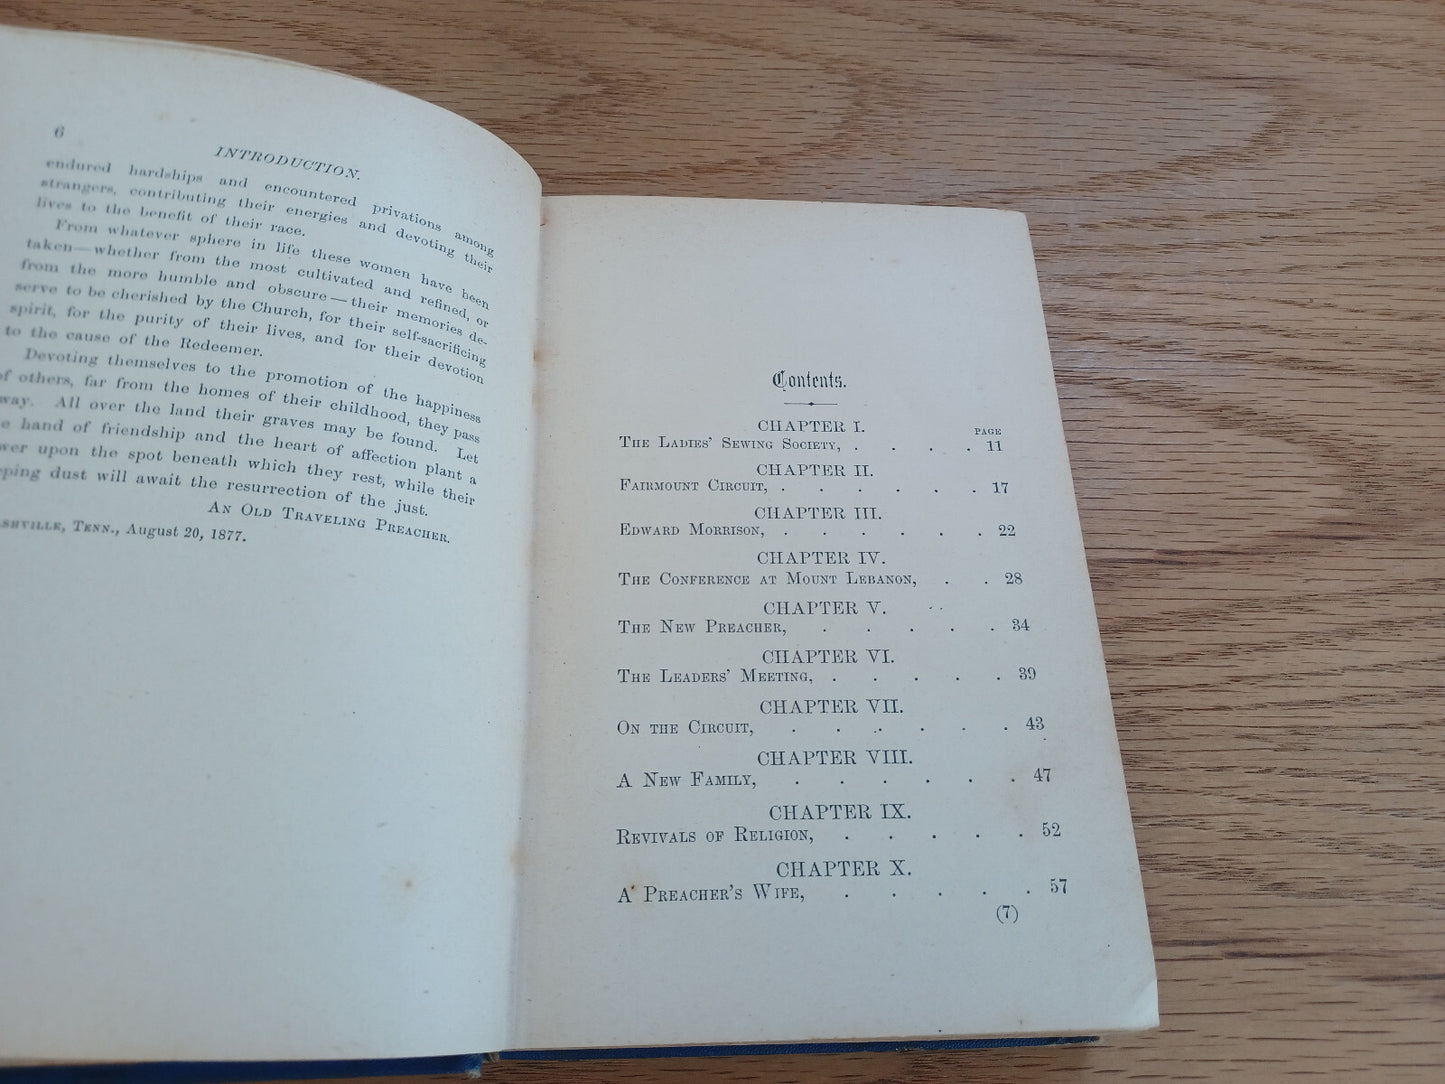 6
INTRODUCTION.
endured hardships and encountered privations among
strangers, contributing their energies and devoting their
lives to the benefit of their race.
From whatever sphere in life these women have been
taken—whether from the most cultivated and refined, or
from the more humble and obscure—their memories de-
serve to be cherished by the Church, for their self-sacrificing
spirit, for the purity of their lives, and for their devotion
to the cause of the Redeemer.
Devoting themselves to the promotion of the happiness
of others, far from the homes of their childhood, they pass
way. All over the land their graves may be found. Let
e hand of friendship and the heart of affection plant a
wer upon the spot beneath which they rest, while their
eping dust will await the resurrection of the just.
AN OLD TRAVELING PREACHER.
ASHVILLE, TENN., August 20, 1877.
Contents.
CHAPTER I.
PAGE
THE LADIES' SEWING SOCIETY, . . . . 11
CHAPTER II.
FAIRMOUNT CIRCUIT, . . . . . . 17
CHAPTER III.
EDWARD MORRISON, . . . . . . 22
CHAPTER IV.
THE CONFERENCE AT MOUNT LEBANON, . . 28
CHAPTER V.
THE NEW PREACHER, . . . . . 34
CHAPTER VI.
THE LEADERS' MEETING, . . . . . 39
CHAPTER VII.
ON THE CIRCUIT, . . . . . . 43
CHAPTER VIII.
A NEW FAMILY, . . . . . . 47
CHAPTER IX.
REVIVALS OF RELIGION, . . . . . 52
CHAPTER X.
A PREACHER'S WIFE, . . . . . 57
(7)